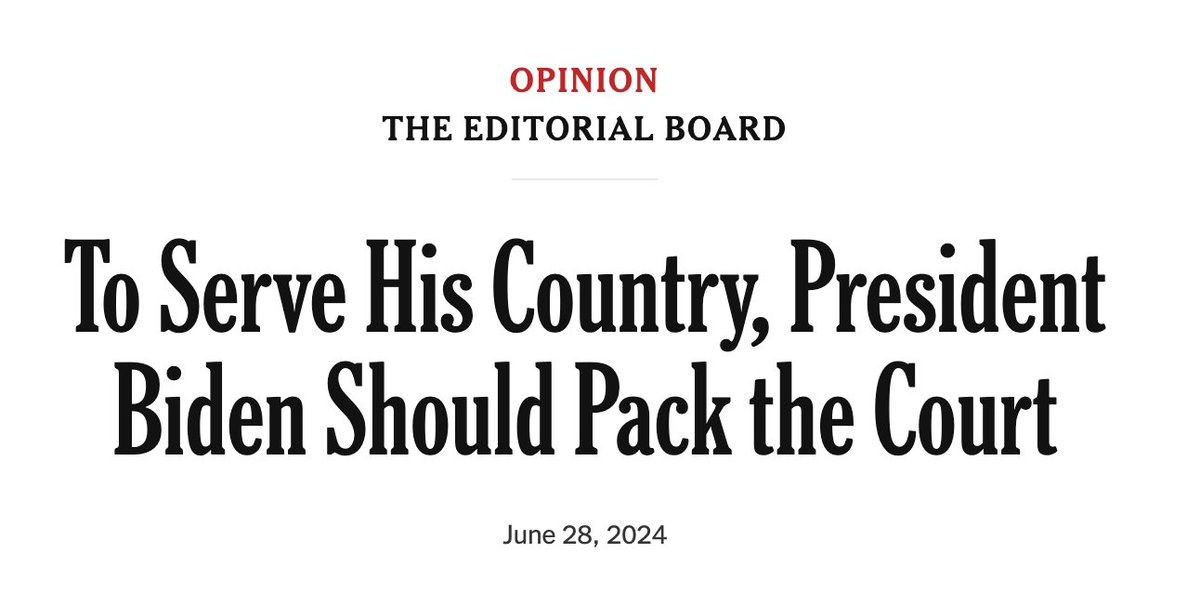 OPINION
THE EDITORIAL BOARD
To Serve His Country, President
Biden Should Pack the Court
June 28, 2024